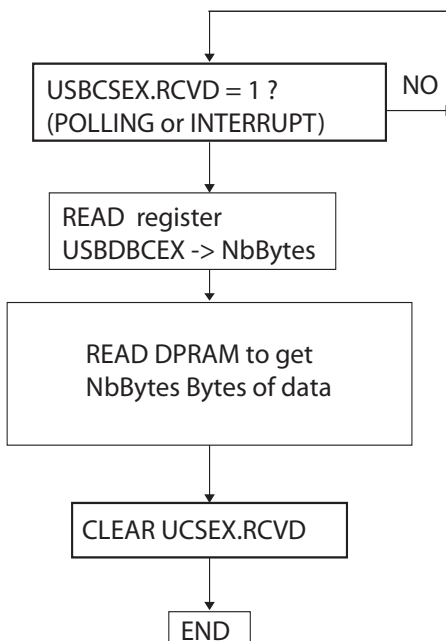 USBCSEX.RCVD = 1 ?
(POLLING or INTERRUPT)
NO
READ register
USBDBCEX -> NbBytes
READ DPRAM to get
NbBytes Bytes of data
CLEAR UCSEX.RCVD
END